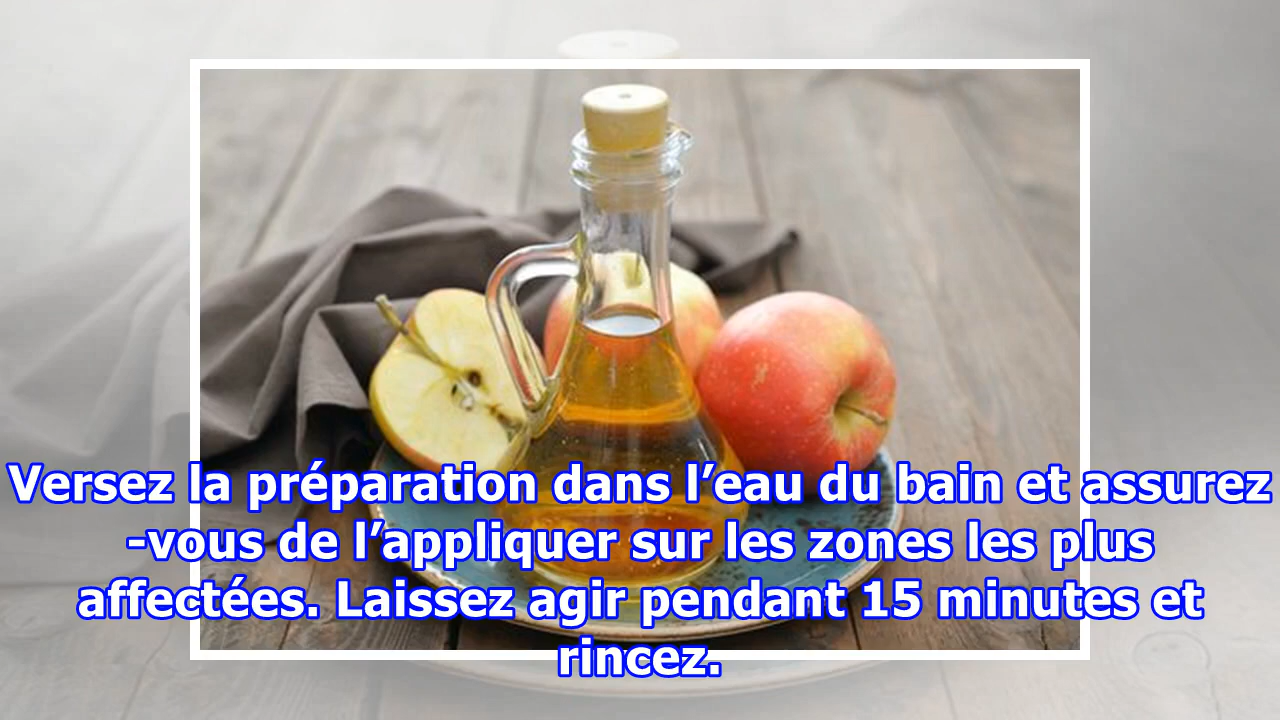 Versez la préparation dans l’eau du bain et assurez
-vous de l’appliquer sur les zones les plus
affectées. Laissez agir pendant 15 minutes et
rincez.